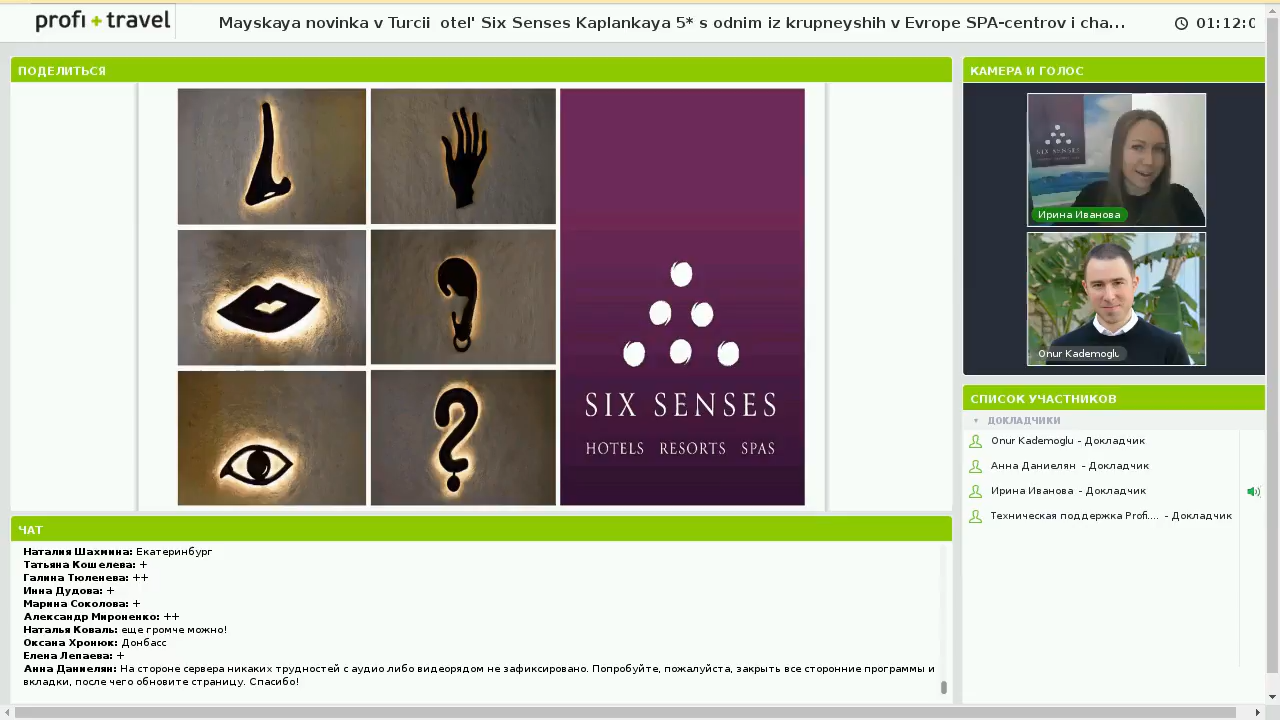 profi + travel
Mayskaya novinka v Turcii otel' Six Senses Kaplankaya 5* s odnim iz krupneyshih v Evrope SPA-centrov i cha...
01:12:0
ПОДЕЛИТЬСЯ
SIX SENSES
HOTELS RESORTS SPAS
КАМЕРА И ГОЛОС
SIX SENSES
Ирина Иванова
Onur Kademoglu
СПИСОК УЧАСТНИКОВ
ДОКЛАДЧИКИ
Onur Kademoglu - Докладчик
Анна Даниелян - Докладчик
Ирина Иванова - Докладчик
Техническая поддержка Profi.... - Докладчик
ЧАТ
Наталия Шахмина: Екатеринбург
Татьяна Кошелева: +
Галина Тюленева: ++
Инна Дудова: +
Марина Соколова: +
Александр Мироненко: ++
Наталья Коваль: еще громче можно!
Оксана Хронюк: Донбасс
Елена Лепаева: +
Анна Даниелян: На стороне сервера никаких трудностей с аудио либо видеорядом не зафиксировано. Попробуйте, пожалуйста, закрыть все сторонние программы и
вкладки, после чего обновите страницу. Спасибо!